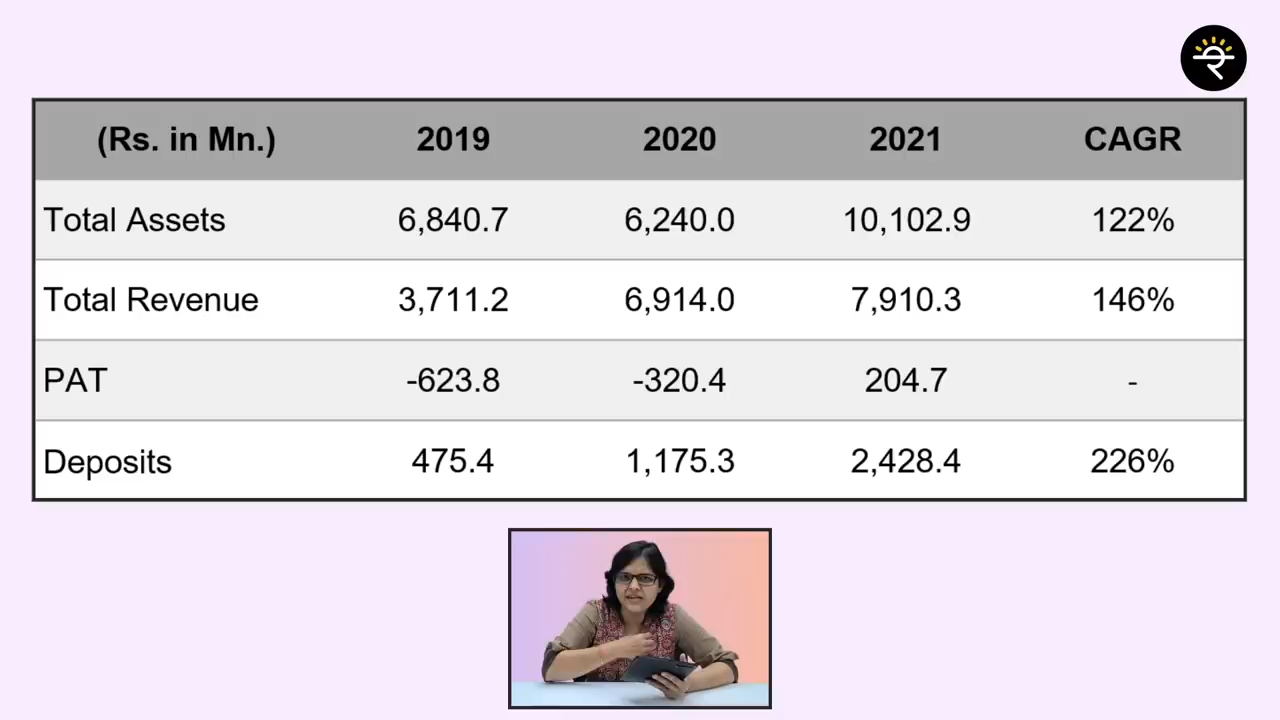 (Rs. in Mn.) 2019 2020 2021 CAGR
Total Assets 6,840.7 6,240.0 10,102.9 122%
Total Revenue 3,711.2 6,914.0 7,910.3 146%
PAT -623.8 -320.4 204.7 -
Deposits 475.4 1,175.3 2,428.4 226%